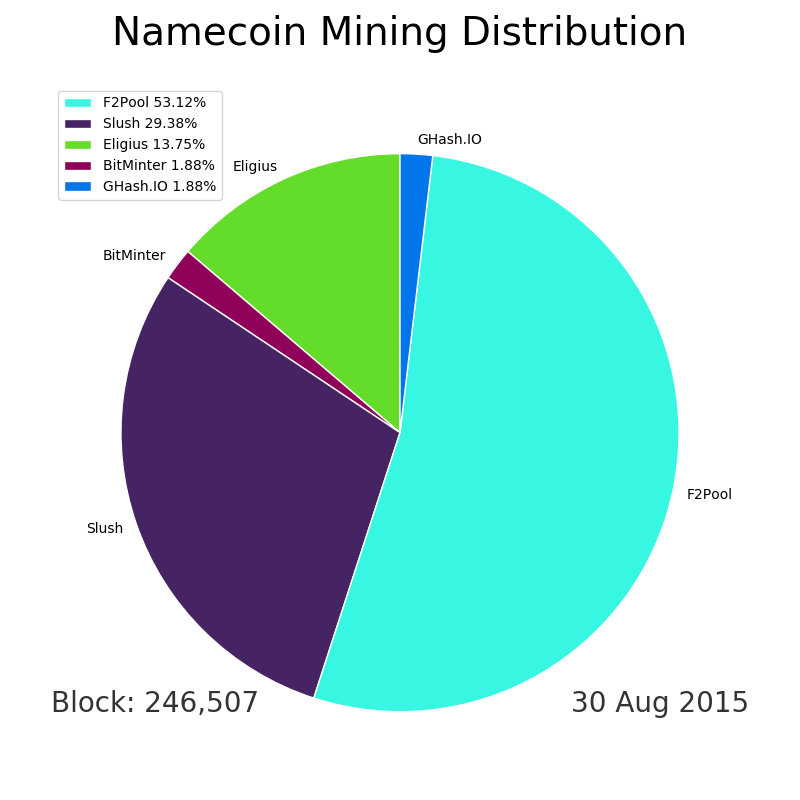 Namecoin Mining Distribution
F2Pool 53.12%
Slush 29.38%
Eligius 13.75%
BitMinter 1.88%
GHash.IO 1.88%
GHash.IO
Eligius
BitMinter
F2Pool
Slush
Block: 246,507
30 Aug 2015